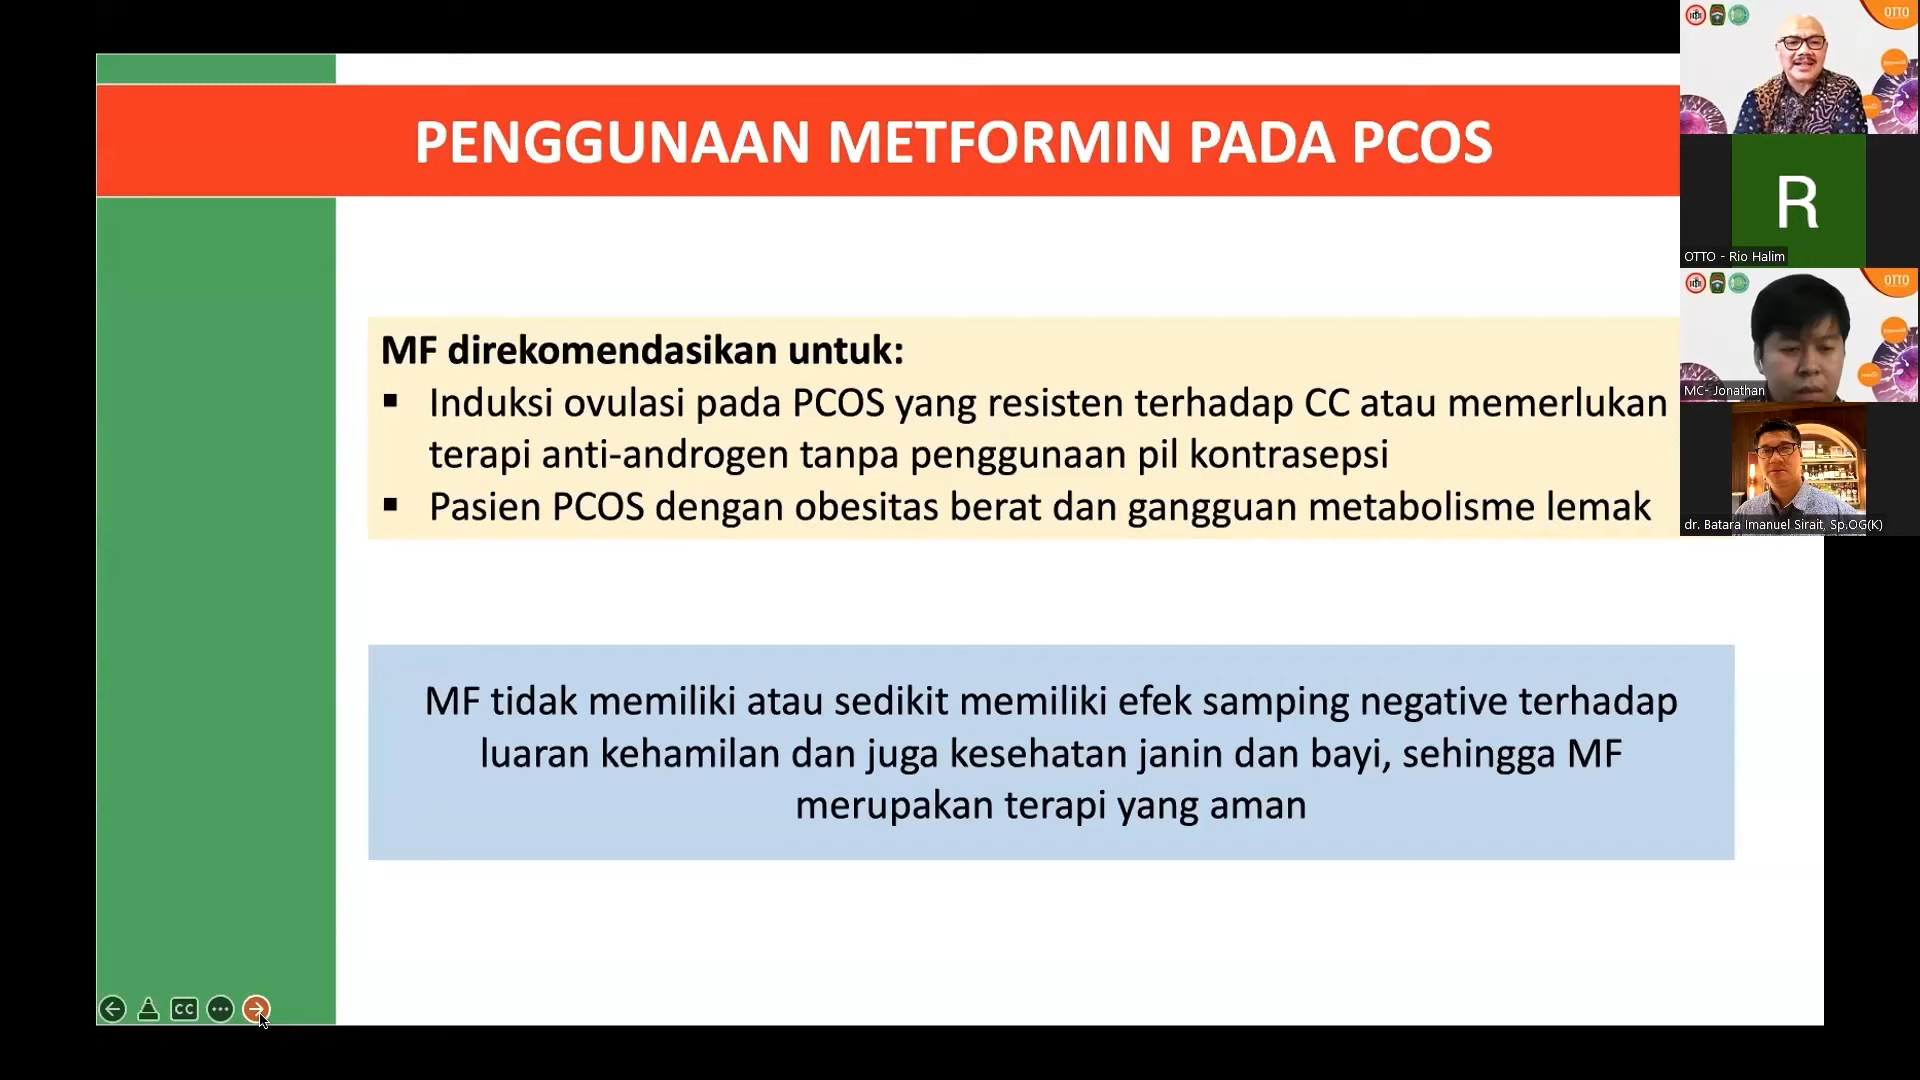 PENGGUNAAN METFORMIN PADA PCOS
MF direkomendasikan untuk:
▪ Induksi ovulasi pada PCOS yang resisten terhadap CC atau memerlukan
terapi anti-androgen tanpa penggunaan pil kontrasepsi
▪ Pasien PCOS dengan obesitas berat dan gangguan metabolisme lemak
MF tidak memiliki atau sedikit memiliki efek samping negative terhadap
luaran kehamilan dan juga kesehatan janin dan bayi, sehingga MF
merupakan terapi yang aman
CC
OTTO
R
OTTO - Rio Halim
OTTO
MC- Jonathan
dr. Batara Imanuel Sirait, Sp.OG(K)